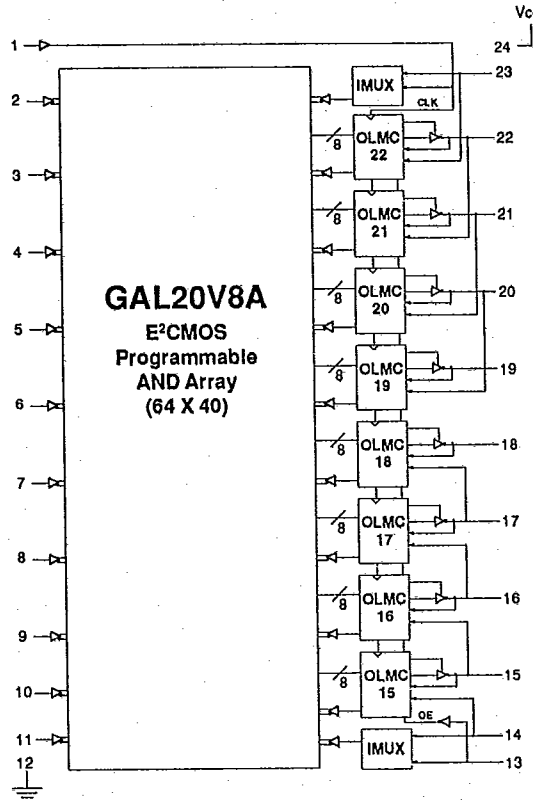 Vc
1
24
23
IMUX
2
CLK
OLMC
22
8
22
3
OLMC
21
8
21
4
GAL20V8A
E²CMOS
Programmable
AND Array
(64 X 40)
OLMC
20
8
20
5
OLMC
19
8
19
6
OLMC
18
8
18
7
OLMC
17
8
17
8
OLMC
16
8
16
9
OLMC
15
8
15
10
OE
14
11
IMUX
12
13